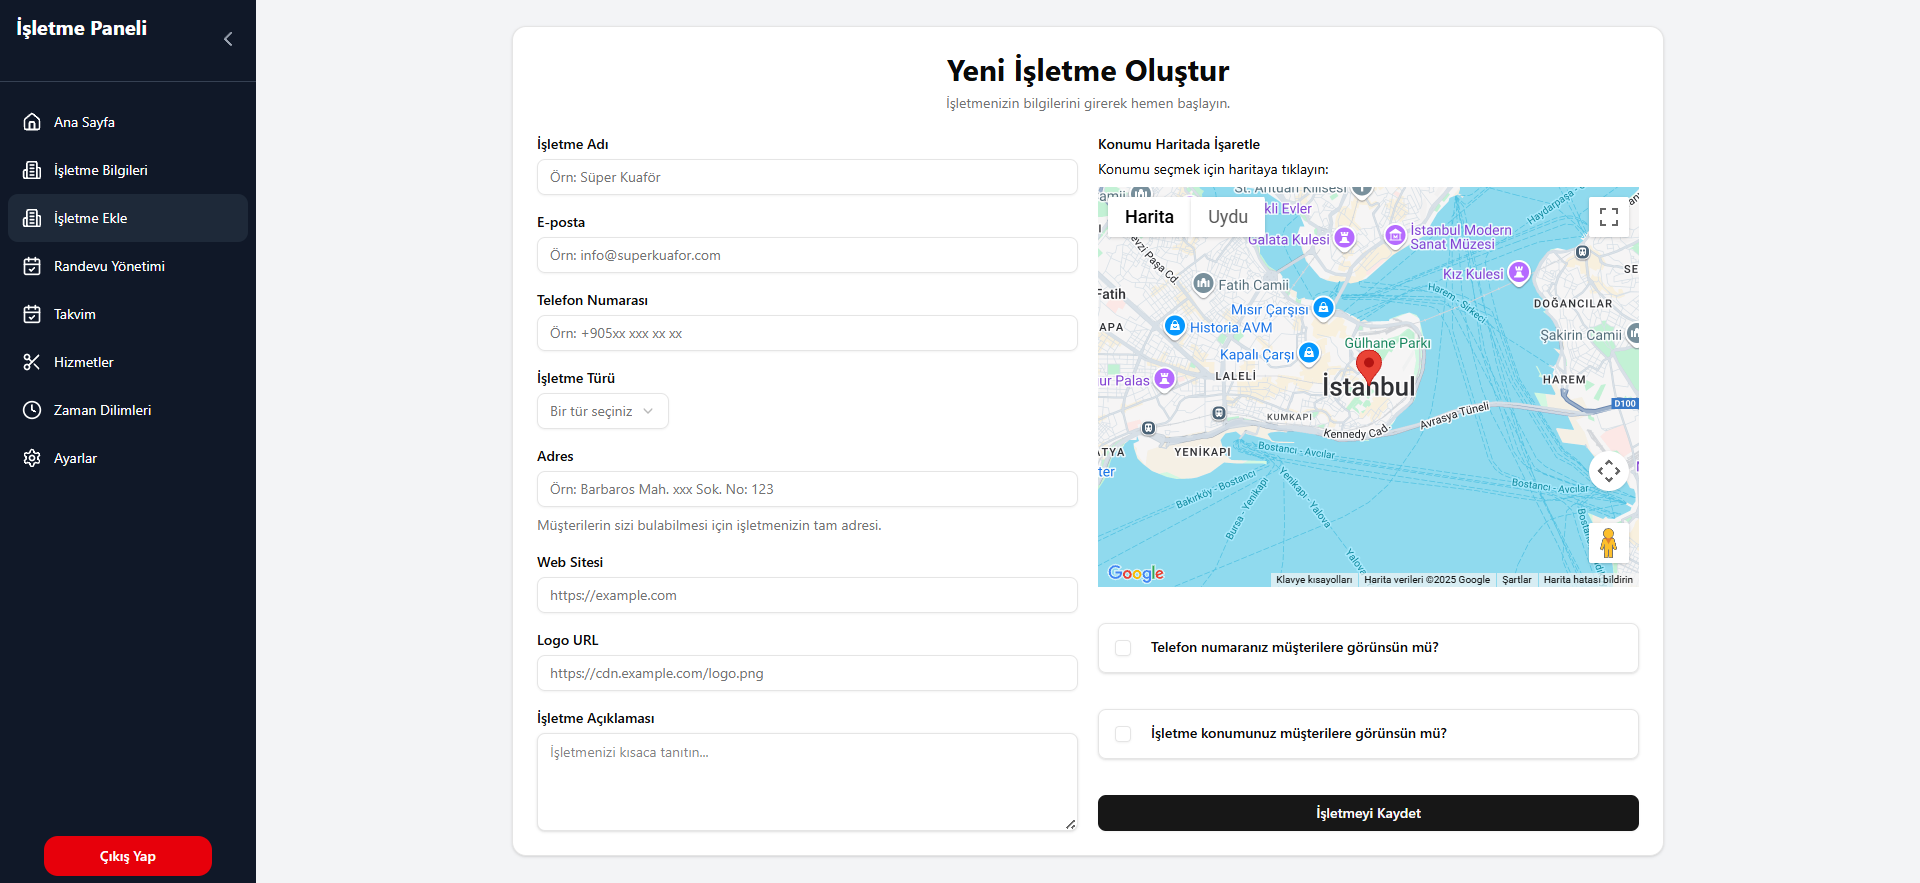 İşletme Paneli
Ana Sayfa
İşletme Bilgileri
İşletme Ekle
Randevu Yönetimi
Takvim
Hizmetler
Zaman Dilimleri
Ayarlar
Çıkış Yap
Yeni İşletme Oluştur
İşletmenizin bilgilerini girerek hemen başlayın.
İşletme Adı
Örn: Süper Kuaför
E-posta
Örn: info@superkuafor.com
Telefon Numarası
Örn: +905xx xxx xx xx
İşletme Türü
Bir tür seçiniz
Adres
Örn: Barbaros Mah. xxx Sok. No: 123
Müşterilerin sizi bulabilmesi için işletmenizin tam adresi.
Web Sitesi
https://example.com
Logo URL
https://cdn.example.com/logo.png
İşletme Açıklaması
İşletmenizi kısaca tanıtın...
Konumu Haritada İşaretle
Konumu seçmek için haritaya tıklayın:
Harita
Uydu
St. Antuan Kilisesi
kli Evler
Galata Kulesi
İstanbul Modern
Sanat Müzesi
Haydarpaşa
Kız Kulesi
Fatih Camii
Fatih
Mısır Çarşısı
Historia AVM
Harem - Sirkeci
DOĞANCILAR
Şakirin Camii
APA
Kapalı Çarşı
Gülhane Parkı
ur Palas
LALELİ
İstanbul
HAREM
D100
KUMKAPI
Avrasya Tüneli
Kennedy Cad.
ATYA
YENİKAPI
ter
Bostancı - Avcılar
Bakırköy - Bostancı
Bursa - Yenikapı
Yenikapı - Yalova
Bostancı - Avcılar
Yalova
Google
Klavye kısayolları
Harita verileri ©2025 Google
Şartlar
Harita hatası bildirin
Telefon numaranız müşterilere görünsün mü?
İşletme konumunuz müşterilere görünsün mü?
İşletmeyi Kaydet